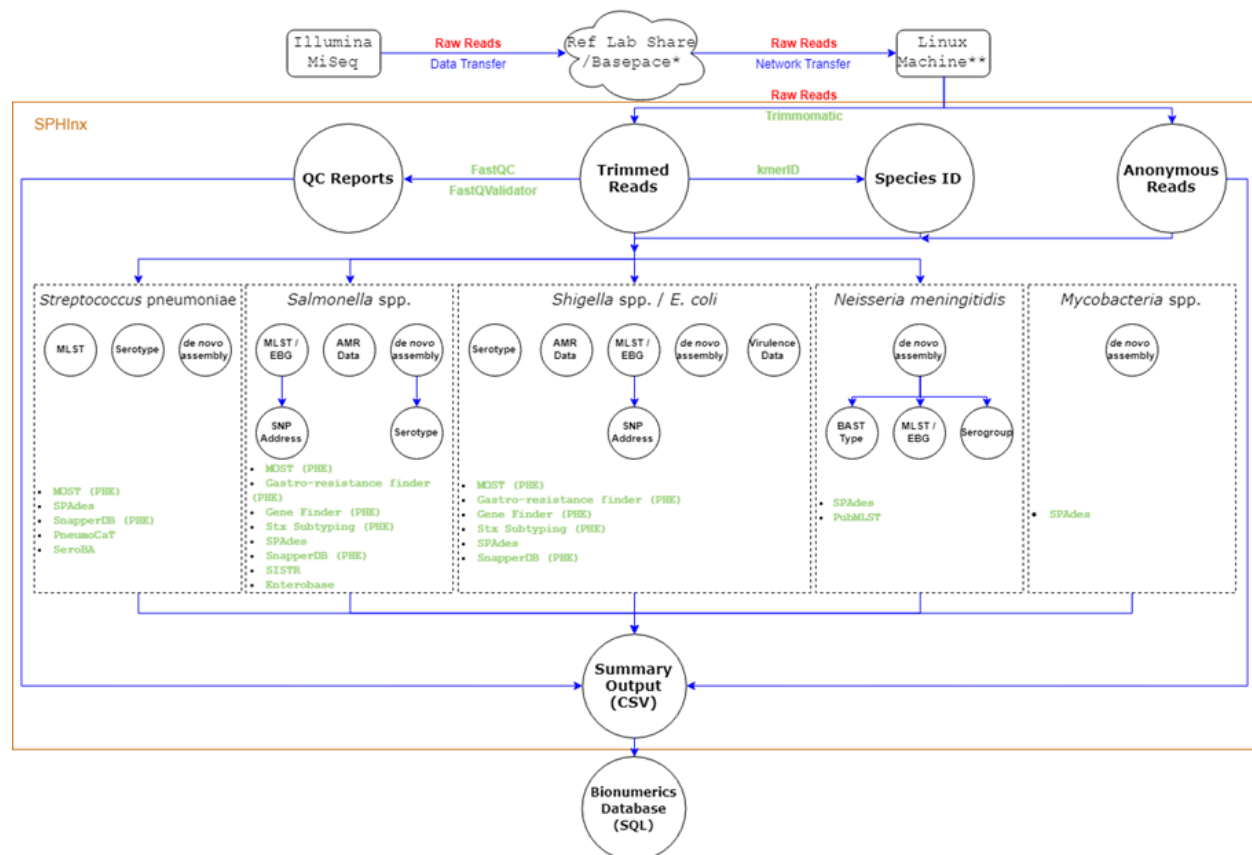 Illumina
MiSeq
Raw Reads
Data Transfer
Ref Lab Share
/Basepace*
Raw Reads
Network Transfer
Linux
Machine**
SPHInx
Raw Reads
Trimmomatic
QC Reports
FastQC
FastQValidator
Trimmed
Reads
kmerID
Species ID
Anonymous
Reads
Streptococcus pneumoniae
MLST
Serotype
de novo
assembly
• MOST (PHE)
• SPAdes
• SnapperDB (PHE)
• PneumoCaT
• SeroBA
Salmonella spp.
MLST /
EBG
AMR
Data
de novo
assembly
SNP
Address
Serotype
• MOST (PHE)
• Gastro-resistance finder
(PHE)
• Gene Finder (PHE)
• Stx Subtyping (PHE)
• SPAdes
• SnapperDB (PHE)
• SISTR
• Enterobase
Shigella spp. / E. coli
Serotype
AMR
Data
MLST /
EBG
de novo
assembly
Virulence
Data
SNP
Address
• MOST (PHE)
• Gastro-resistance finder (PHE)
• Gene Finder (PHE)
• Stx Subtyping (PHE)
• SPAdes
• SnapperDB (PHE)
Neisseria meningitidis
de novo
assembly
BAST
Type
MLST /
EBG
Serogroup
• SPAdes
• PubMLST
Mycobacteria spp.
de novo
assembly
• SPAdes
Summary
Output
(CSV)
Bionumerics
Database
(SQL)